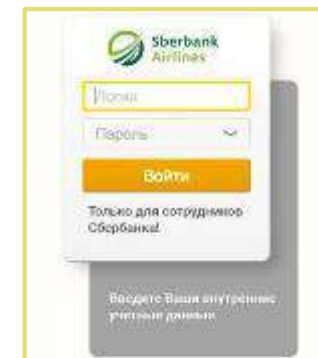 Sberbank
Airlines
Логин
Пароль
Войти
Только для сотрудников
Сбербанка!
Введите Ваши внутренние
учетные данные